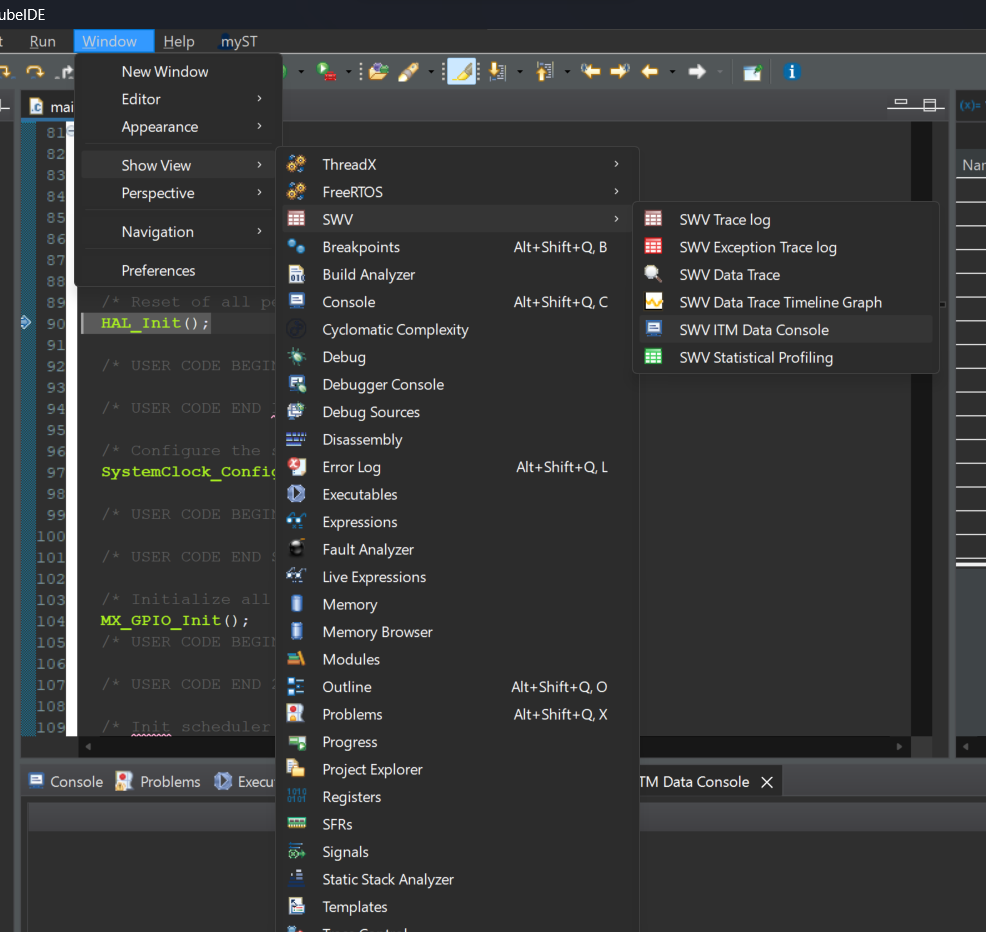 ubeIDE
t Run Window Help myST
New Window
Editor
Appearance
Show View
Perspective
Navigation
Preferences
ThreadX
FreeRTOS
SWV
Breakpoints Alt+Shift+Q, B
Build Analyzer
Console Alt+Shift+Q, C
Cyclomatic Complexity
Debug
Debugger Console
Debug Sources
Disassembly
Error Log Alt+Shift+Q, L
Executables
Expressions
Fault Analyzer
Live Expressions
Memory
Memory Browser
Modules
Outline Alt+Shift+Q, O
Problems Alt+Shift+Q, X
Progress
Project Explorer
Registers
SFRs
Signals
Static Stack Analyzer
Templates
SWV Trace log
SWV Exception Trace log
SWV Data Trace
SWV Data Trace Timeline Graph
SWV ITM Data Console
SWV Statistical Profiling
mai
(x)=
Nar
81
82
83
84
85
86
87
88
89 /* Reset of all pe
90 HAL_Init();
91
92 /* USER CODE BEGIN
93
94 /* USER CODE END
95
96 /* Configure the s
97 SystemClock_Config
98
99 /* USER CODE BEGIN
100
101 /* USER CODE END S
102
103 /* Initialize all
104 MX_GPIO_Init();
105 /* USER CODE BEGIN
106
107 /* USER CODE END 2
108
109 /* Init scheduler
Console Problems Execu TM Data Console